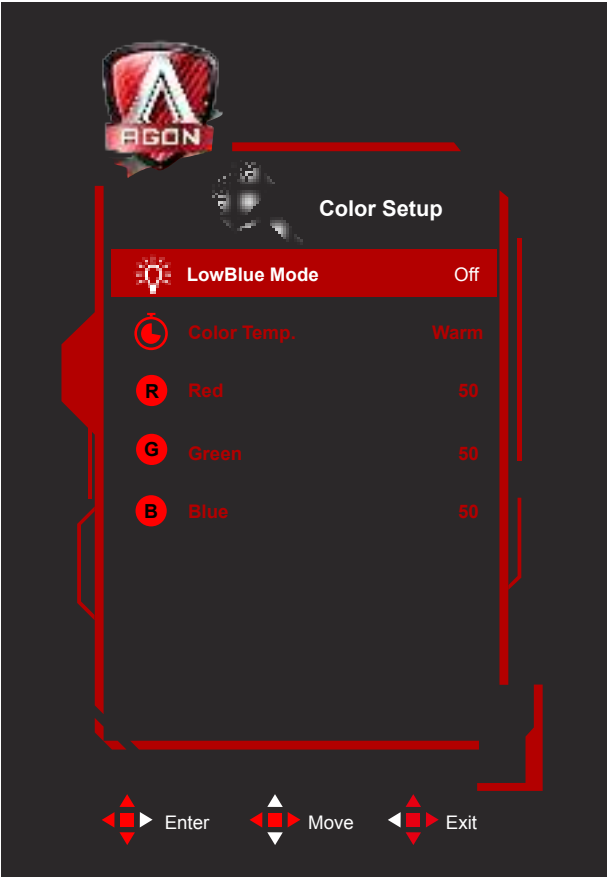 AGON
Color Setup
LowBlue Mode Off
Color Temp. Warm
R Red 50
G Green 50
B Blue 50
Enter Move Exit